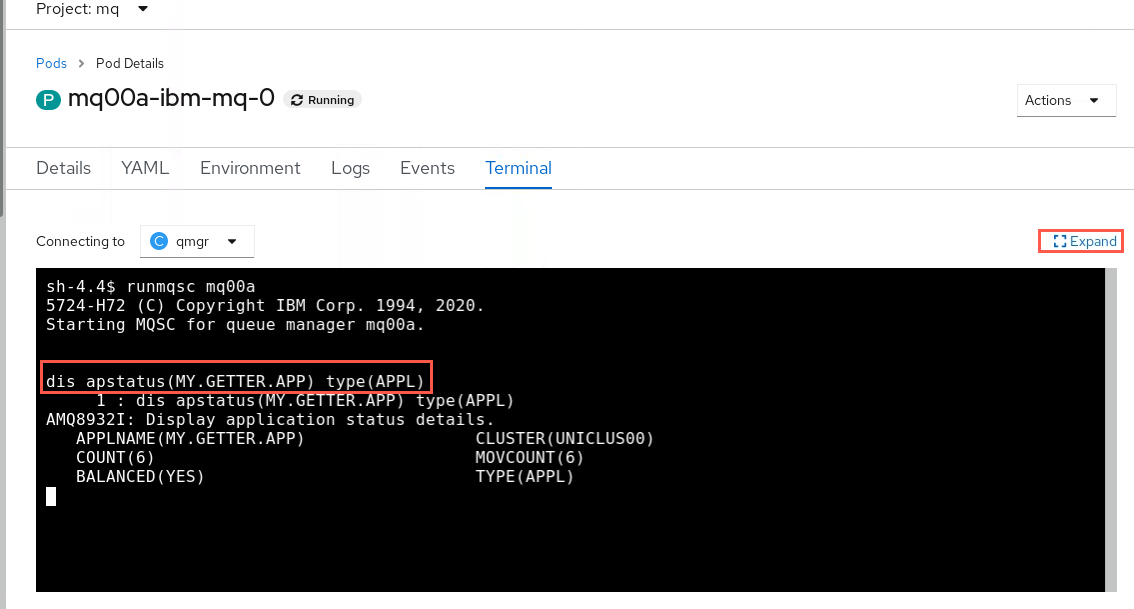 Project: mq
Pods > Pod Details
P mq00a-ibm-mq-0 Running
Actions
Details YAML Environment Logs Events Terminal
Connecting to C qmgr
Expand
sh-4.4$ runmqsc mq00a
5724-H72 (C) Copyright IBM Corp. 1994, 2020.
Starting MQSC for queue manager mq00a.
dis apstatus(MY.GETTER.APP) type(APPL)
1 : dis apstatus(MY.GETTER.APP) type(APPL)
AMQ8932I: Display application status details.
APPLNAME(MY.GETTER.APP) CLUSTER(UNICLUS00)
COUNT(6) MOVCOUNT(6)
BALANCED(YES) TYPE(APPL)